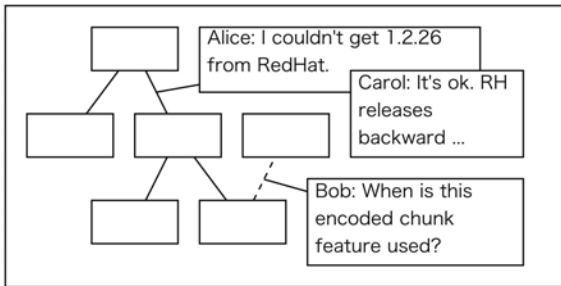 Alice: I couldn't get 1.2.26
from RedHat.
Carol: It's ok. RH
releases
backward ...
Bob: When is this
encoded chunk
feature used?